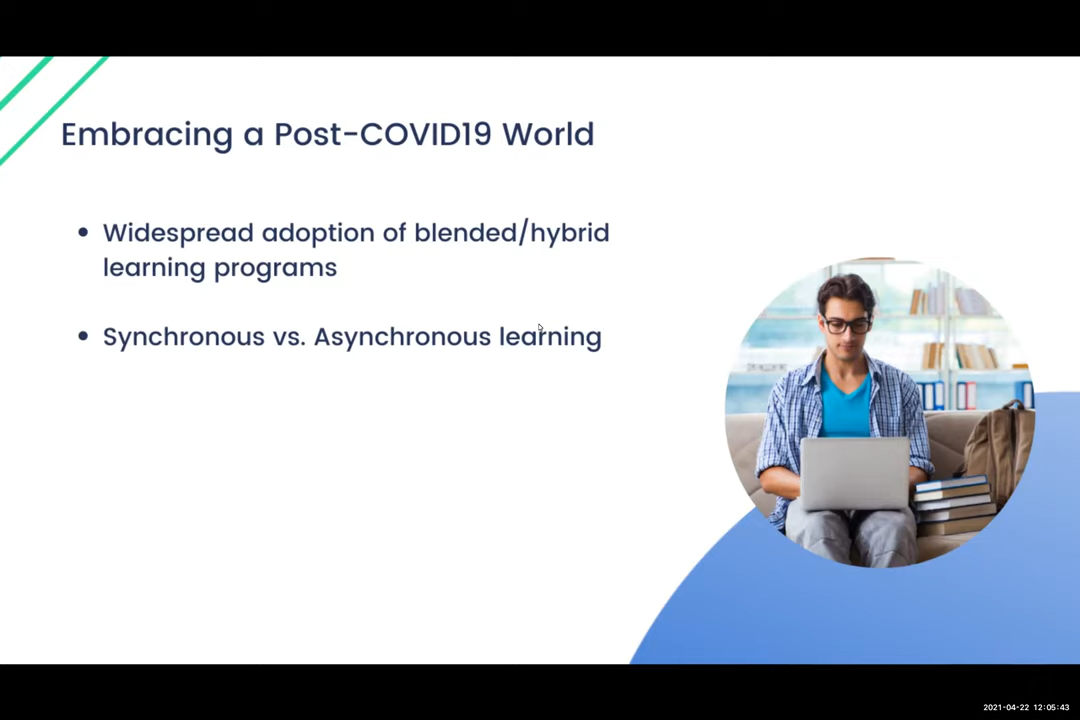 Embracing a Post-COVID19 World
• Widespread adoption of blended/hybrid
learning programs
• Synchronous vs. Asynchronous learning
2021-04-22 12:05:43